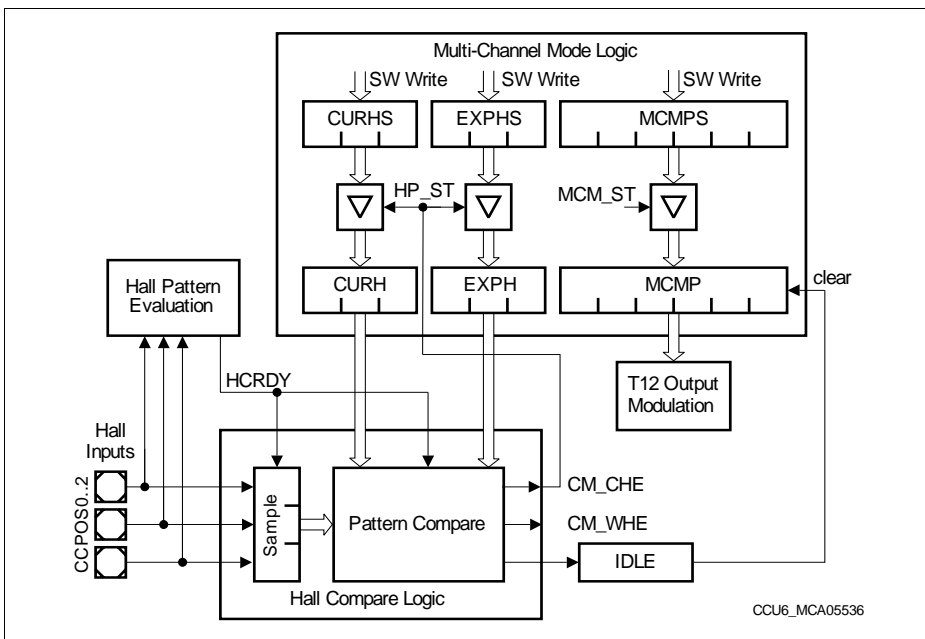 Multi-Channel Mode Logic
SW Write
SW Write
SW Write
CURHS
EXPHS
MCMPS
HP_ST
MCM_ST
Hall Pattern
Evaluation
CURH
EXPH
MCMP
clear
HCRDY
T12 Output
Modulation
Hall
Inputs
CCPOS0..2
Sample
Pattern Compare
CM_CHE
CM_WHE
IDLE
Hall Compare Logic
CCU6_MCA05536